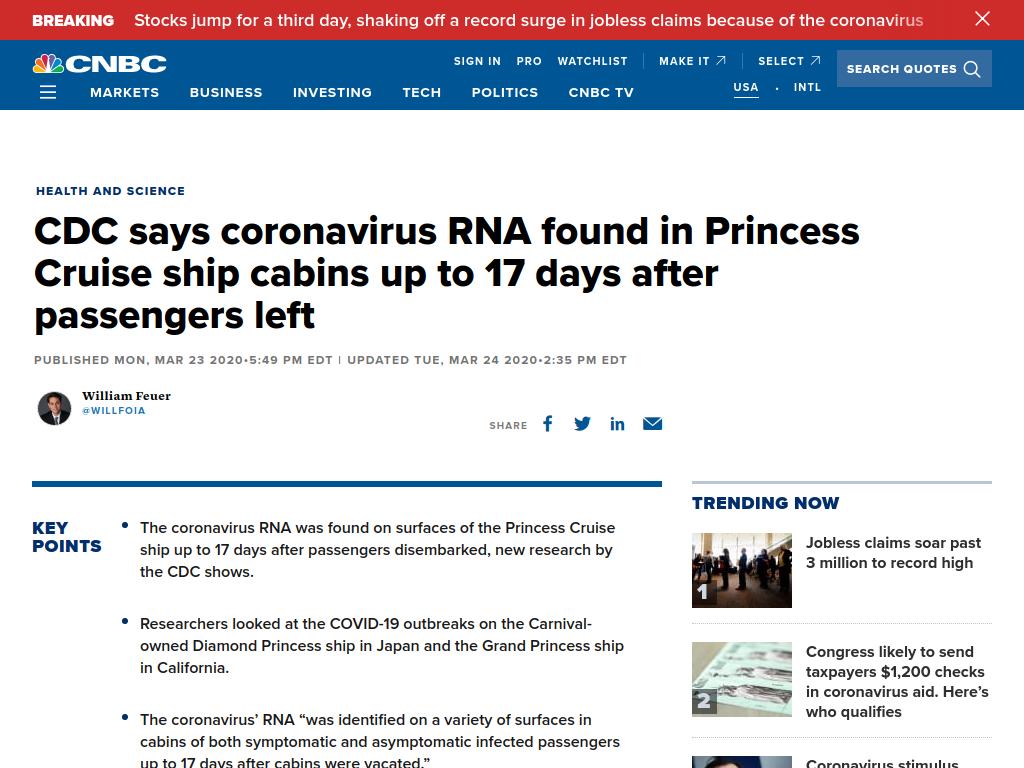 BREAKING
Stocks jump for a third day, shaking off a record surge in jobless claims because of the coronavirus
CNBC
SIGN IN PRO WATCHLIST MAKE IT SELECT
SEARCH QUOTES
USA · INTL
MARKETS BUSINESS INVESTING TECH POLITICS CNBC TV
HEALTH AND SCIENCE
CDC says coronavirus RNA found in Princess
Cruise ship cabins up to 17 days after
passengers left
PUBLISHED MON, MAR 23 2020•5:49 PM EDT | UPDATED TUE, MAR 24 2020•2:35 PM EDT
William Feuer
@WILLFOIA
SHARE
KEY
POINTS
The coronavirus RNA was found on surfaces of the Princess Cruise
ship up to 17 days after passengers disembarked, new research by
the CDC shows.
Researchers looked at the COVID-19 outbreaks on the Carnival-
owned Diamond Princess ship in Japan and the Grand Princess ship
in California.
The coronavirus’ RNA “was identified on a variety of surfaces in
cabins of both symptomatic and asymptomatic infected passengers
up to 17 days after cabins were vacated.”
TRENDING NOW
1
Jobless claims soar past
3 million to record high
2
Congress likely to send
taxpayers $1,200 checks
in coronavirus aid. Here’s
who qualifies
Coronavirus stimulus